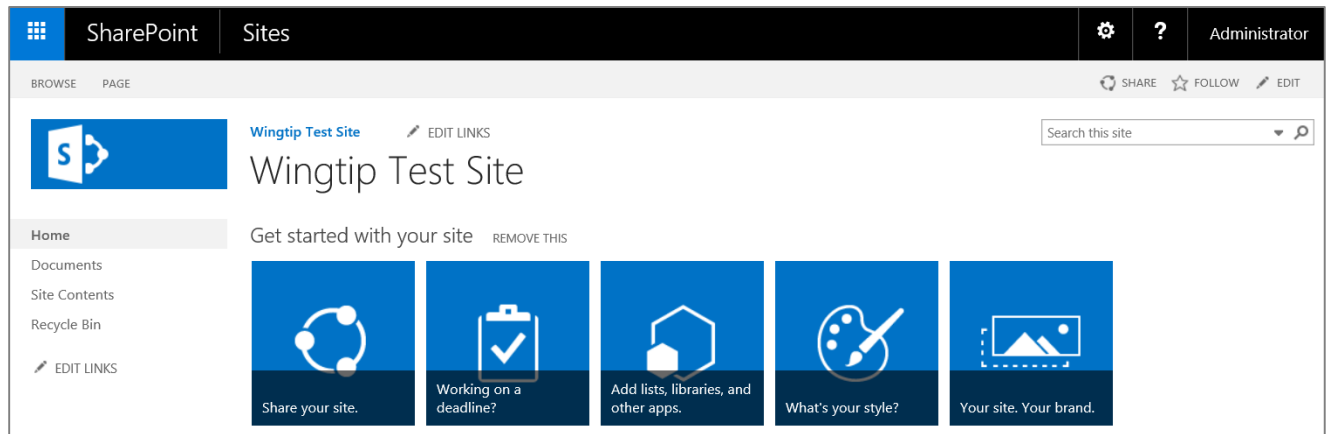 SharePoint Sites ? Administrator
BROWSE PAGE SHARE FOLLOW EDIT
S
Wingtip Test Site EDIT LINKS
Search this site
Wingtip Test Site
Home
Documents
Site Contents
Recycle Bin
EDIT LINKS
Get started with your site REMOVE THIS
Share your site.
Working on a
deadline?
Add lists, libraries, and
other apps.
What's your style?
Your site. Your brand.